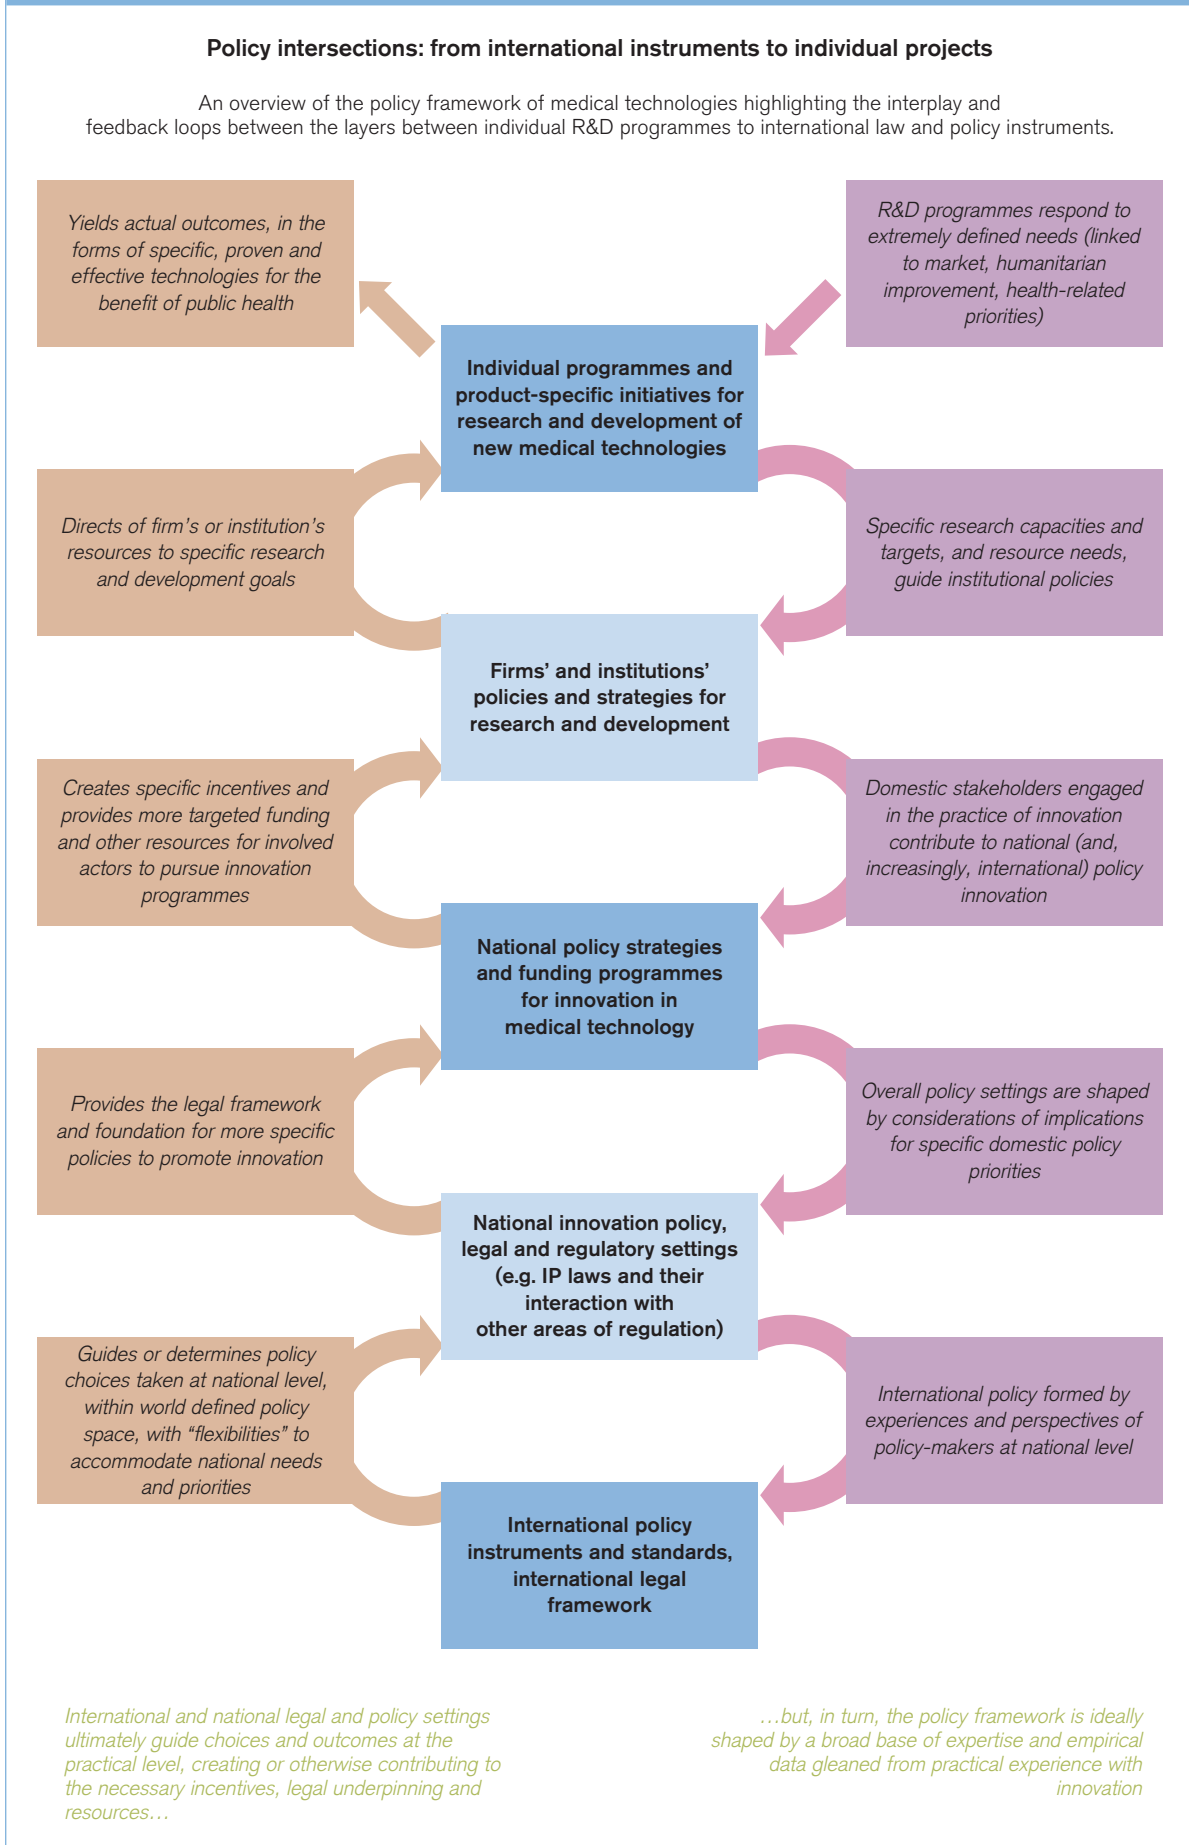 Policy intersections: from international instruments to individual projects
An overview of the policy framework of medical technologies highlighting the interplay and
feedback loops between the layers between individual R&D programmes to international law and policy instruments.
Yields actual outcomes, in the
forms of specific, proven and
effective technologies for the
benefit of public health
R&D programmes respond to
extremely defined needs (linked
to market, humanitarian
improvement, health-related
priorities)
Individual programmes and
product-specific initiatives for
research and development of
new medical technologies
Directs of firm's or institution's
resources to specific research
and development goals
Specific research capacities and
targets, and resource needs,
guide institutional policies
Firms' and institutions'
policies and strategies for
research and development
Creates specific incentives and
provides more targeted funding
and other resources for involved
actors to pursue innovation
programmes
Domestic stakeholders engaged
in the practice of innovation
contribute to national (and,
increasingly, international) policy
innovation
National policy strategies
and funding programmes
for innovation in
medical technology
Provides the legal framework
and foundation for more specific
policies to promote innovation
Overall policy settings are shaped
by considerations of implications
for specific domestic policy
priorities
National innovation policy,
legal and regulatory settings
(e.g. IP laws and their
interaction with
other areas of regulation)
Guides or determines policy
choices taken at national level,
within world defined policy
space, with “flexibilities” to
accommodate national needs
and priorities
International policy formed by
experiences and perspectives of
policy-makers at national level
International policy
instruments and standards,
international legal
framework
International and national legal and policy settings
ultimately guide choices and outcomes at the
practical level, creating or otherwise contributing to
the necessary incentives, legal underpinning and
resources…
…but, in turn, the policy framework is ideally
shaped by a broad base of expertise and empirical
data gleaned from practical experience with
innovation